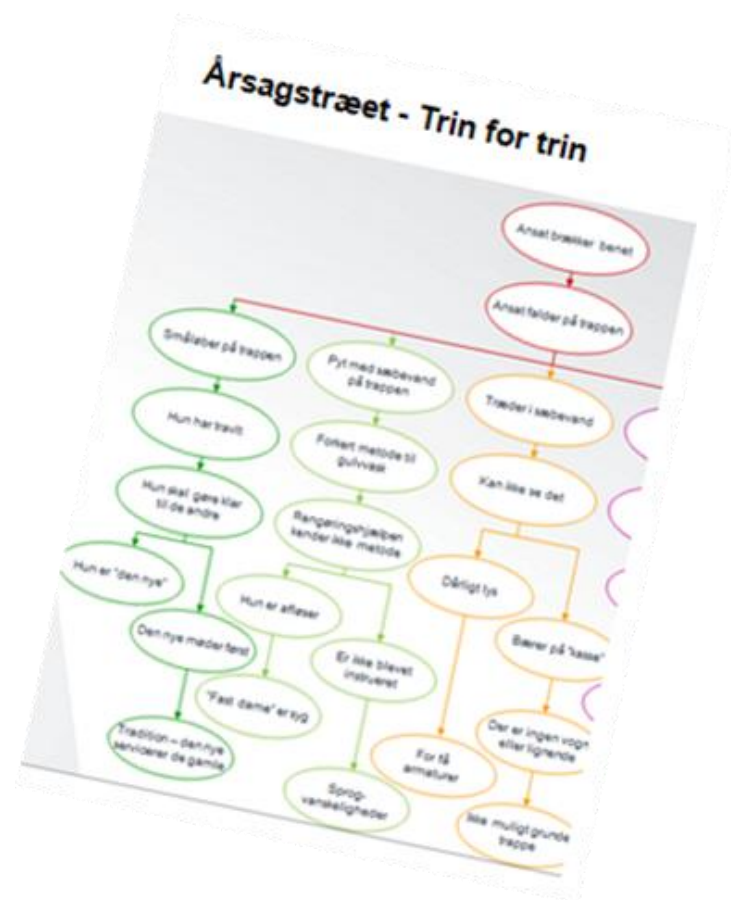 Årsagstræet - Trin for trin
Ansat brækker benet
Ansat falder på trappen
Småløber på trappen
Hun har travlt
Hun skal gøre klar
til de andre
Hun er "den nye"
Den nye møder først
Tradition – den nye
servicerer de gamle
Pyt med sæbevand
på trappen
Forkert metode til
gulvvask
Rengøringshjælpen
kender ikke metode
Hun er afløser
"Fast dame" er syg
Er ikke blevet
instrueret
Sprog-
vanskeligheder
Træder i sæbevand
Kan ikke se det
Dårligt lys
For få
armaturer
Bærer på "kasse"
Der er ingen vogn
eller lignende
Ikke muligt grunde
trappe